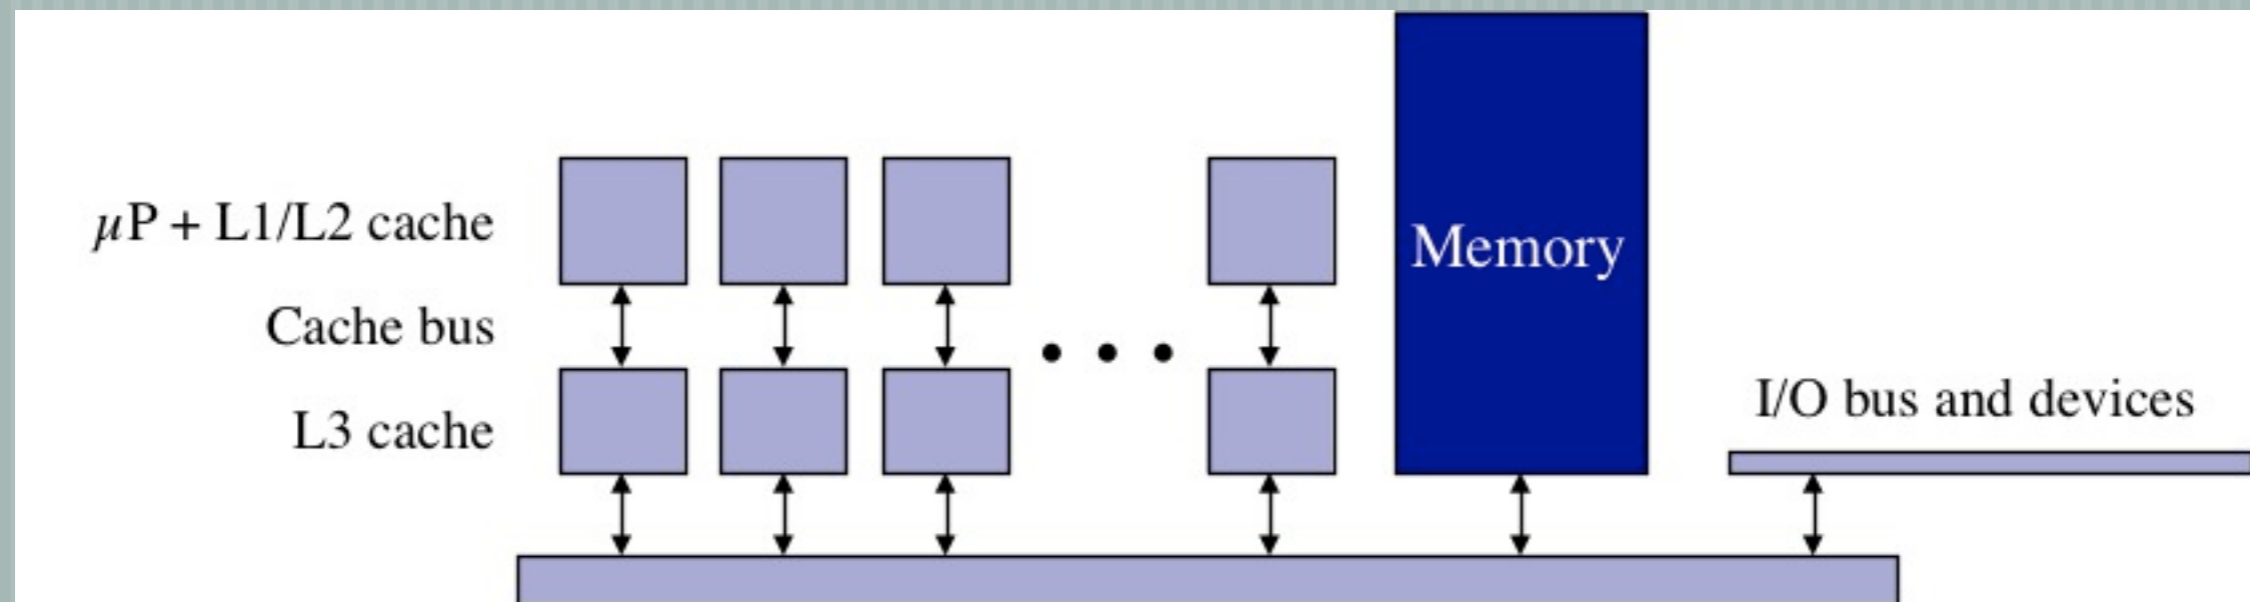 µP + L1/L2 cache
Memory
Cache bus
I/O bus and devices
L3 cache